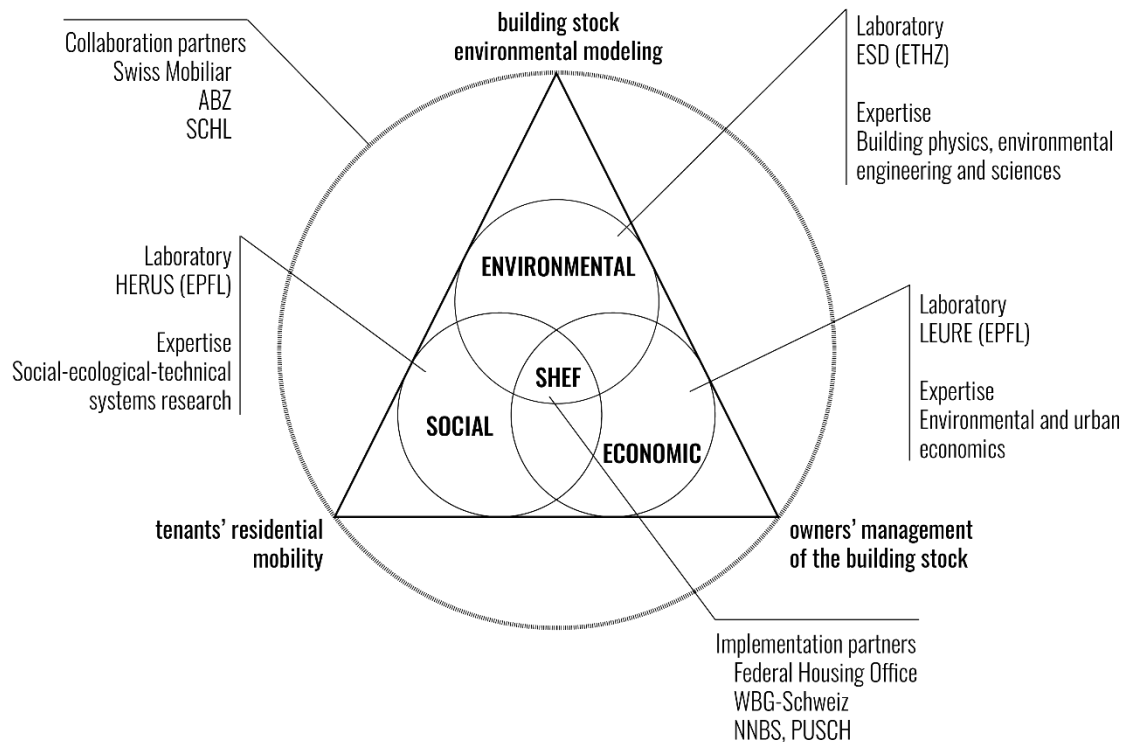 building stock
environmental modeling
Collaboration partners
Swiss Mobiliar
ABZ
SCHL
Laboratory
ESD (ETHZ)
Expertise
Building physics, environmental
engineering and sciences
Laboratory
HERUS (EPFL)
Expertise
Social-ecological-technical
systems research
ENVIRONMENTAL
SHEF
SOCIAL
ECONOMIC
Laboratory
LEURE (EPFL)
Expertise
Environmental and urban
economics
tenants' residential
mobility
owners' management
of the building stock
Implementation partners
Federal Housing Office
WBG-Schweiz
NNBS, PUSCH